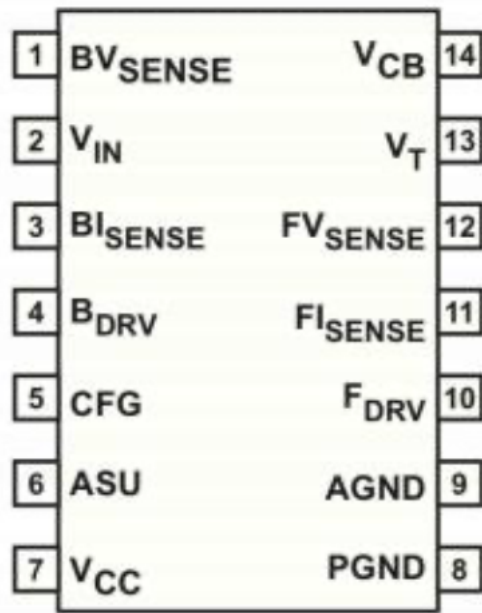 1 BVSENSE VCB 14
2 VIN VT 13
3 BISENSE FVSENSE 12
4 BDRV FISENSE 11
5 CFG FDRV 10
6 ASU AGND 9
7 VCC PGND 8